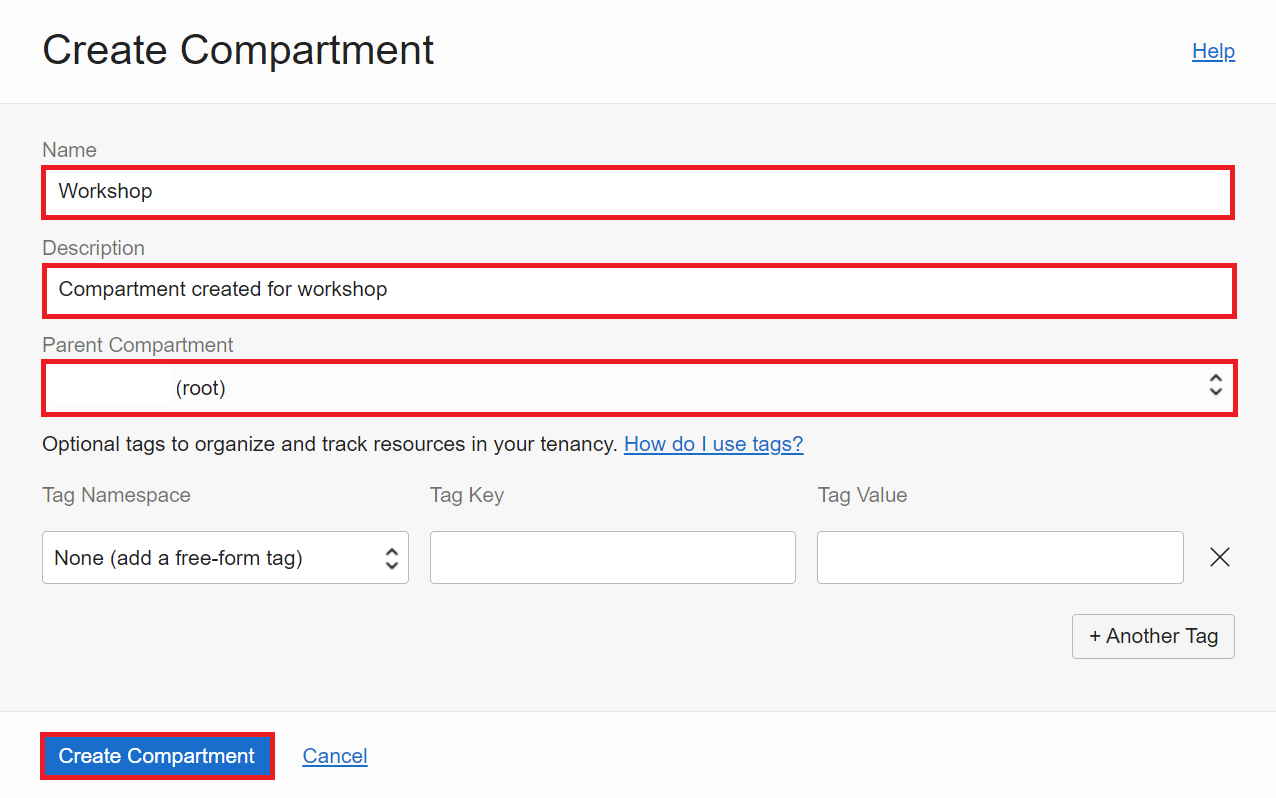 Create Compartment
Help
Name
Workshop
Description
Compartment created for workshop
Parent Compartment
(root)
Optional tags to organize and track resources in your tenancy. How do I use tags?
Tag Namespace Tag Key Tag Value
None (add a free-form tag)
+ Another Tag
Create Compartment Cancel